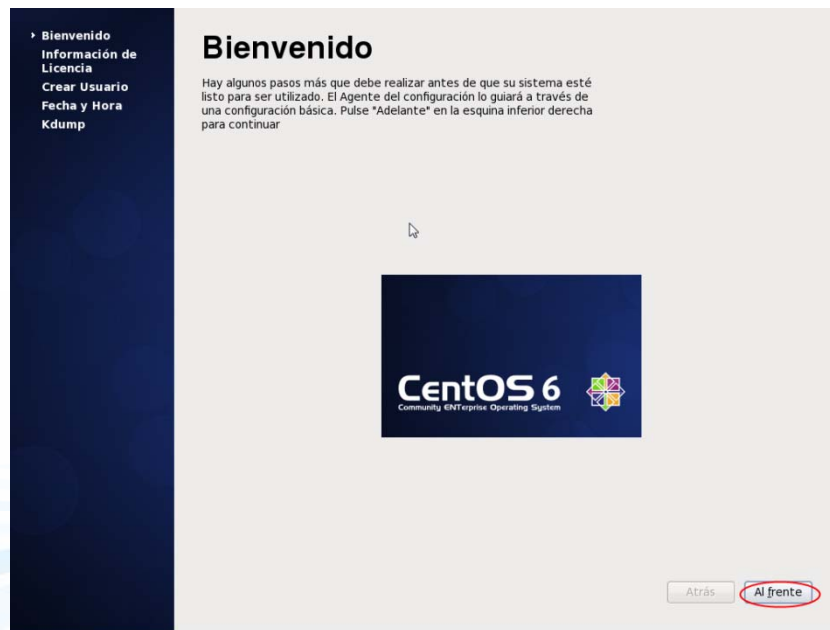 Bienvenido
Información de
Licencia
Crear Usuario
Fecha y Hora
Kdump
Bienvenido
Hay algunos pasos más que debe realizar antes de que su sistema esté
listo para ser utilizado. El Agente del configuración lo guiará a través de
una configuración básica. Pulse "Adelante" en la esquina inferior derecha
para continuar
CentOS 6
Community ENTerprise Operating System
Atrás
Al frente